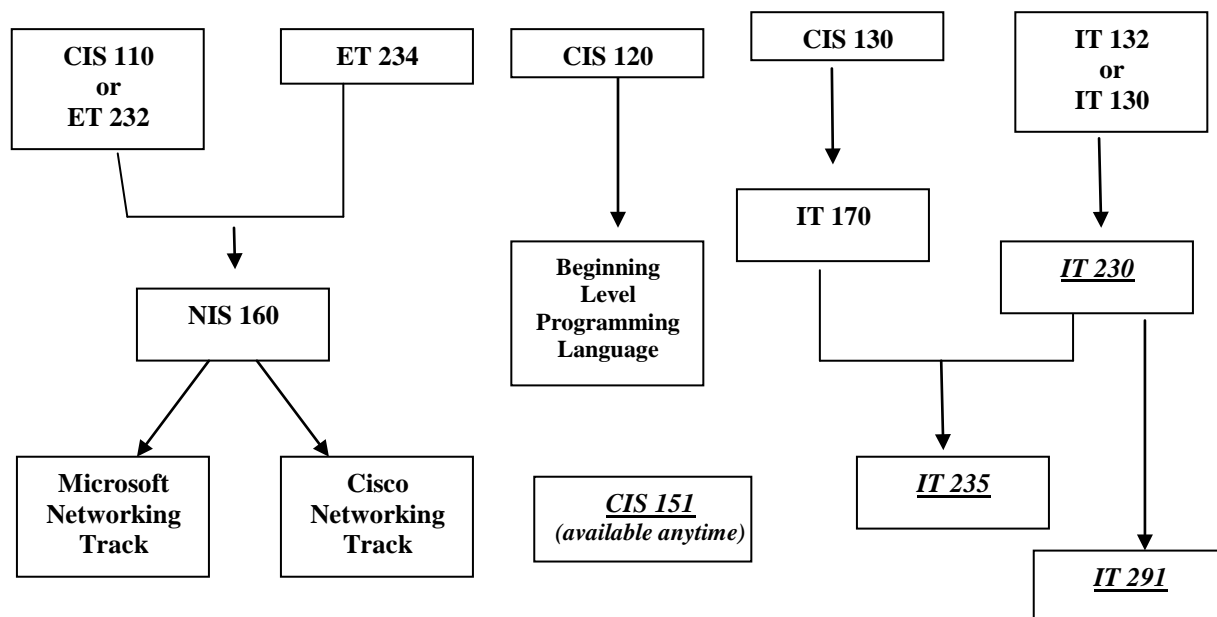 CIS 110
or
ET 232
ET 234
CIS 120
CIS 130
IT 132
or
IT 130
IT 170
IT 230
Beginning
Level
Programming
Language
NIS 160
Microsoft
Networking
Track
Cisco
Networking
Track
CIS 151
(available anytime)
IT 235
IT 291